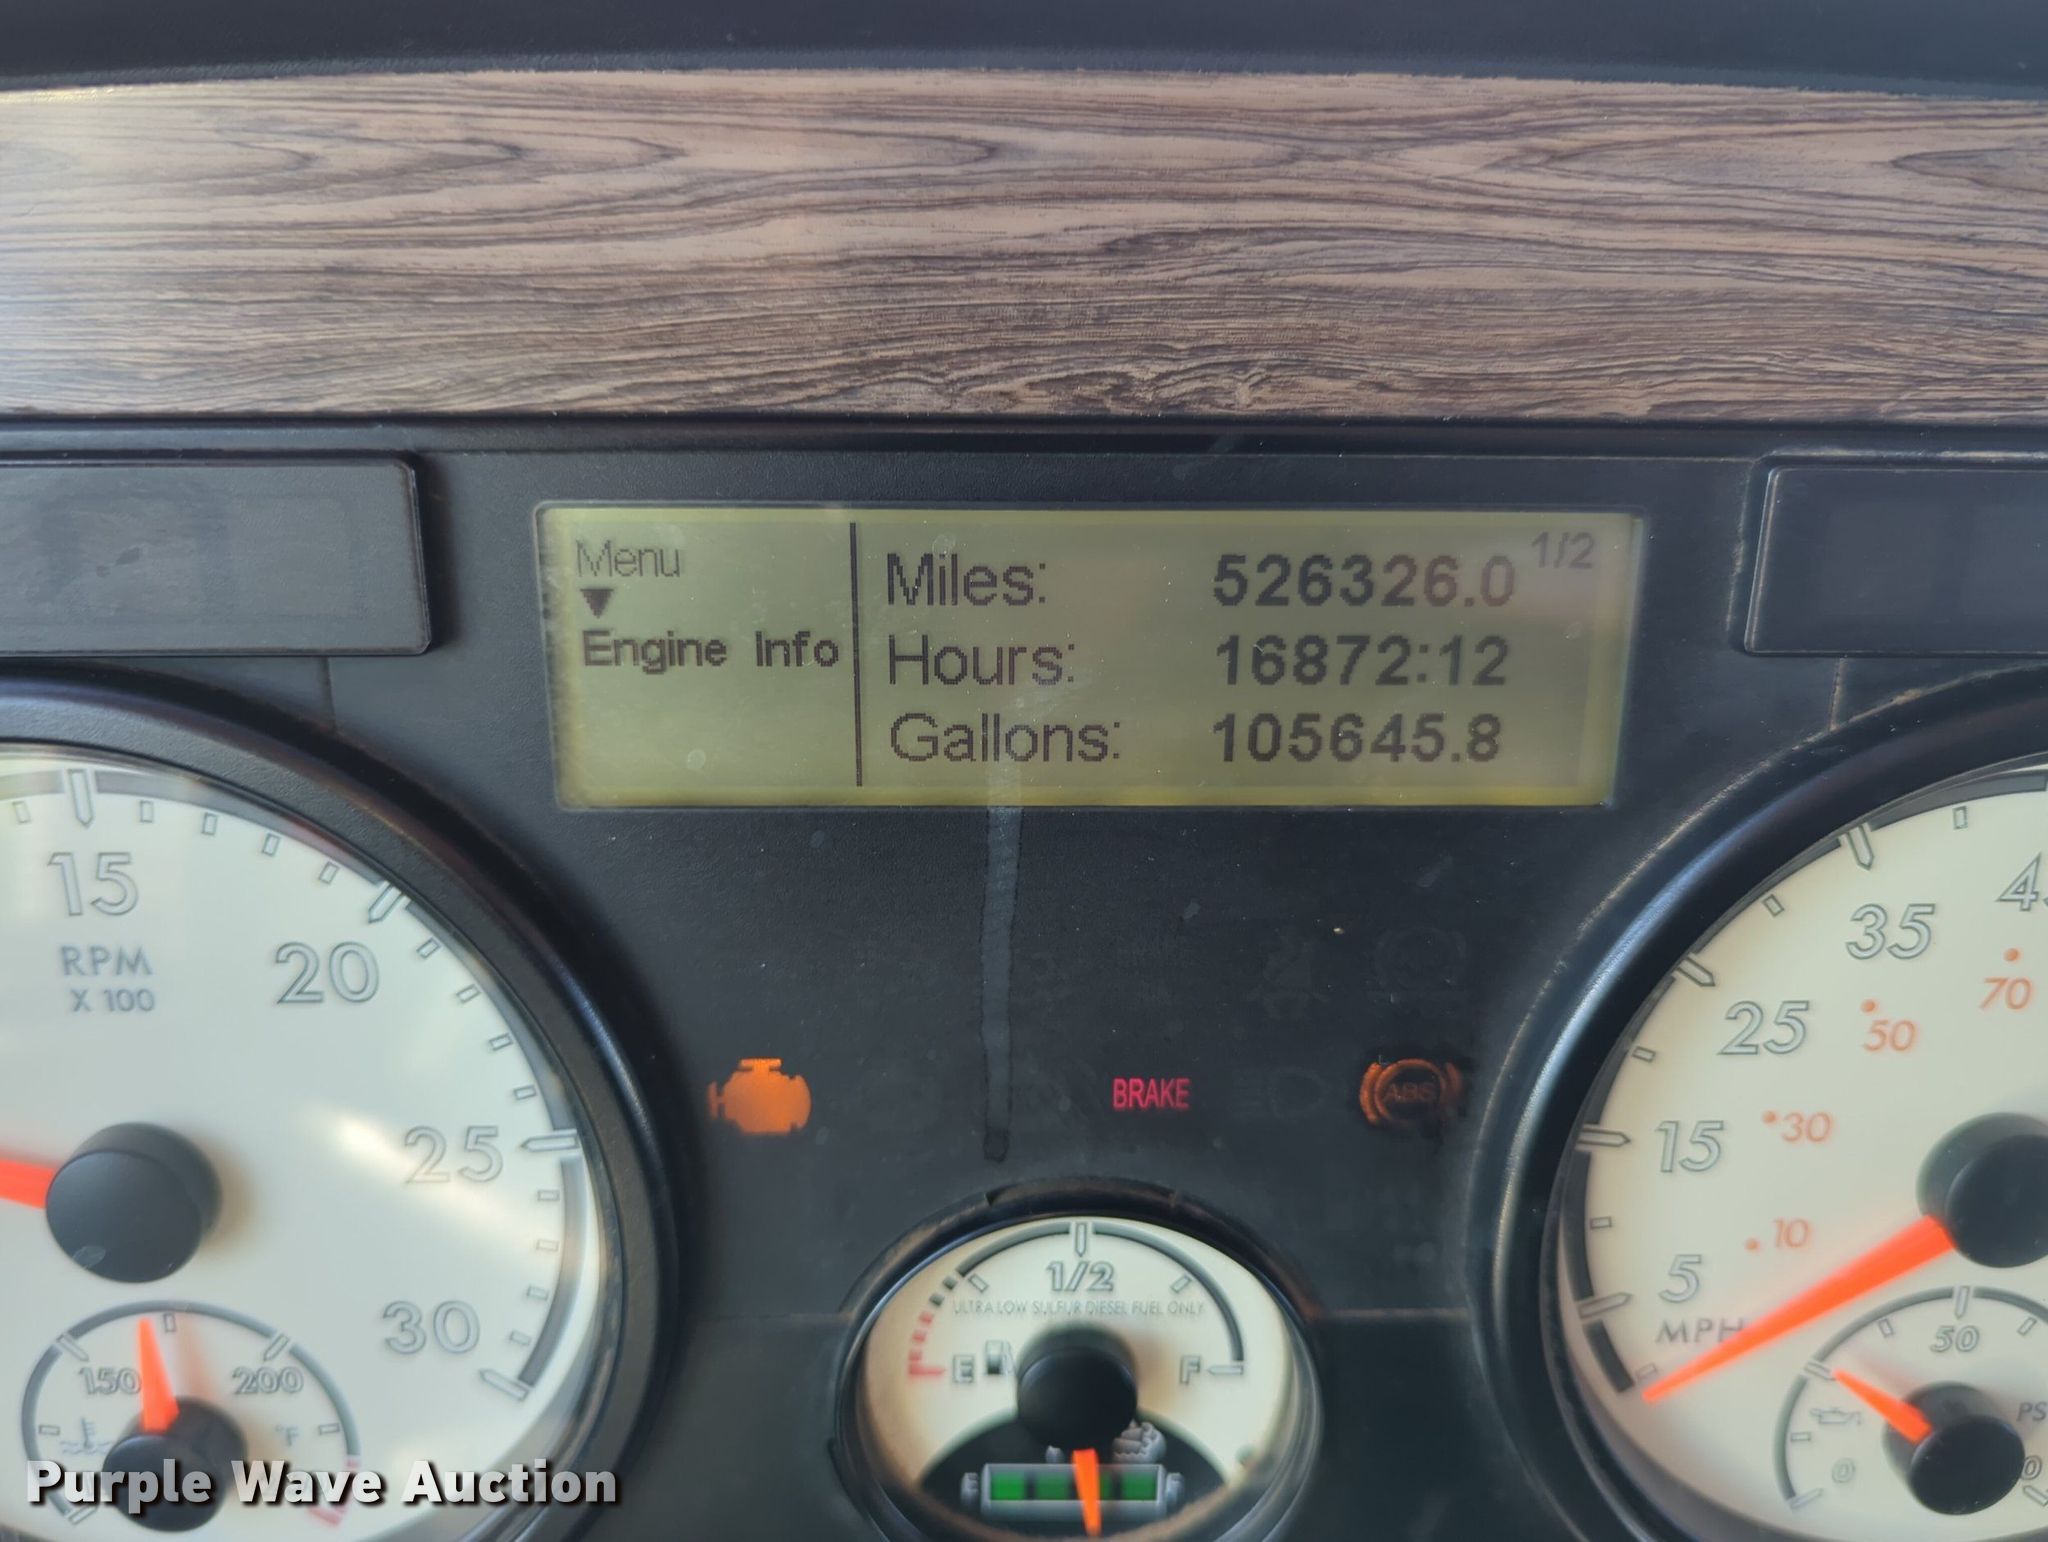 Menu
Engine Info
Miles: 526326.0 1/2
Hours: 16872:12
Gallons: 105645.8
15
RPM
X 100
20
25
30
150
200
°F
BRAKE
ABS
1/2
ULTRA LOW SULFUR DIESEL FUEL ONLY
E
F
E
F
35
25
15
5
MPH
70
50
30
10
50
0
Purple Wave Auction